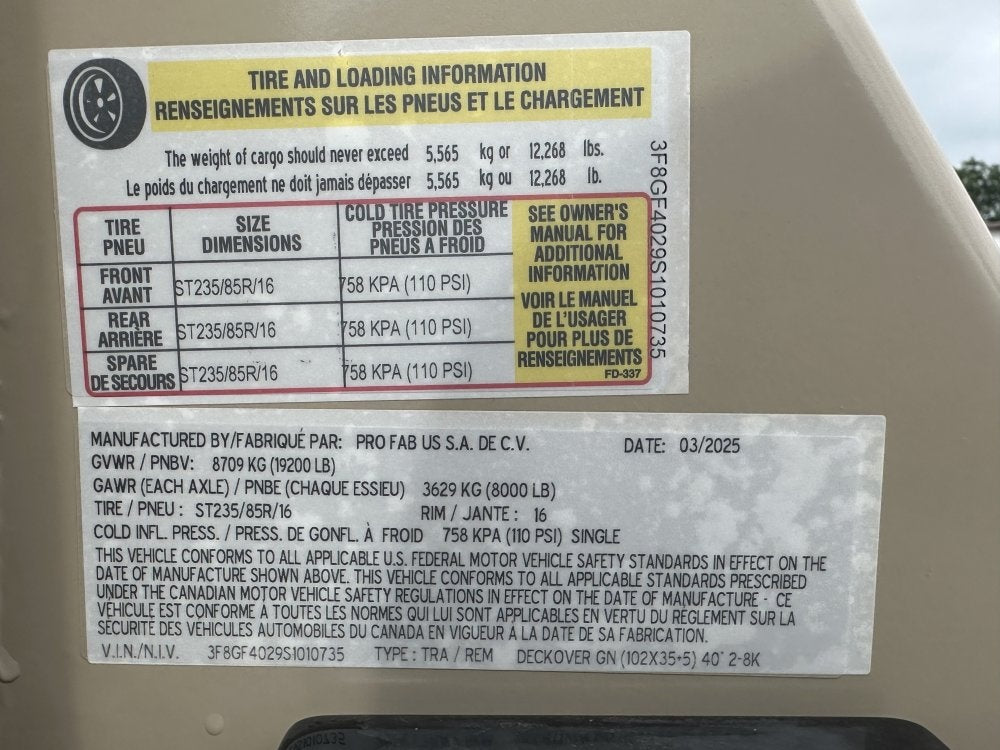 TIRE AND LOADING INFORMATION
RENSEIGNEMENTS SUR LES PNEUS ET LE CHARGEMENT
The weight of cargo should never exceed 5,565 kg or 12,268 lbs.
Le poids du chargement ne doit jamais dépasser 5,565 kg ou 12,268 lb.
TIRE
PNEU
SIZE
DIMENSIONS
COLD TIRE PRESSURE
PRESSION DES
PNEUS A FROID
FRONT
AVANT
ST235/85R/16
758 KPA (110 PSI)
REAR
ARRIÈRE
ST235/85R/16
758 KPA (110 PSI)
SPARE
DE SECOURS
ST235/85R/16
758 KPA (110 PSI)
SEE OWNER'S
MANUAL FOR
ADDITIONAL
INFORMATION
VOIR LE MANUEL
DE L'USAGER
POUR PLUS DE
RENSEIGNEMENTS
FD-337
3F8GF4029S1010735
MANUFACTURED BY/FABRIQUÉ PAR: PRO FAB US S.A. DE C.V. DATE: 03/2025
GVWR / PNBV: 8709 KG (19200 LB)
GAWR (EACH AXLE) / PNBE (CHAQUE ESSIEU) 3629 KG (8000 LB)
TIRE / PNEU : ST235/85R/16 RIM / JANTE : 16
COLD INFL. PRESS. / PRESS. DE GONFL. À FROID 758 KPA (110 PSI) SINGLE
THIS VEHICLE CONFORMS TO ALL APPLICABLE U.S. FEDERAL MOTOR VEHICLE SAFETY STANDARDS IN EFFECT ON THE
DATE OF MANUFACTURE SHOWN ABOVE. THIS VEHICLE CONFORMS TO ALL APPLICABLE STANDARDS PRESCRIBED
UNDER THE CANADIAN MOTOR VEHICLE SAFETY REGULATIONS IN EFFECT ON THE DATE OF MANUFACTURE - CE
VÉHICULE EST CONFORME À TOUTES LES NORMES QUI LUI SONT APPLICABLES EN VERTU DU RÈGLEMENT SUR LA
SÉCURITÉ DES VÉHICULES AUTOMOBILES DU CANADA EN VIGUEUR À LA DATE DE SA FABRICATION.
V.I.N./N.I.V. 3F8GF4029S1010735 TYPE : TRA / REM DECKOVER GN (102X35+5) 40' 2-8K